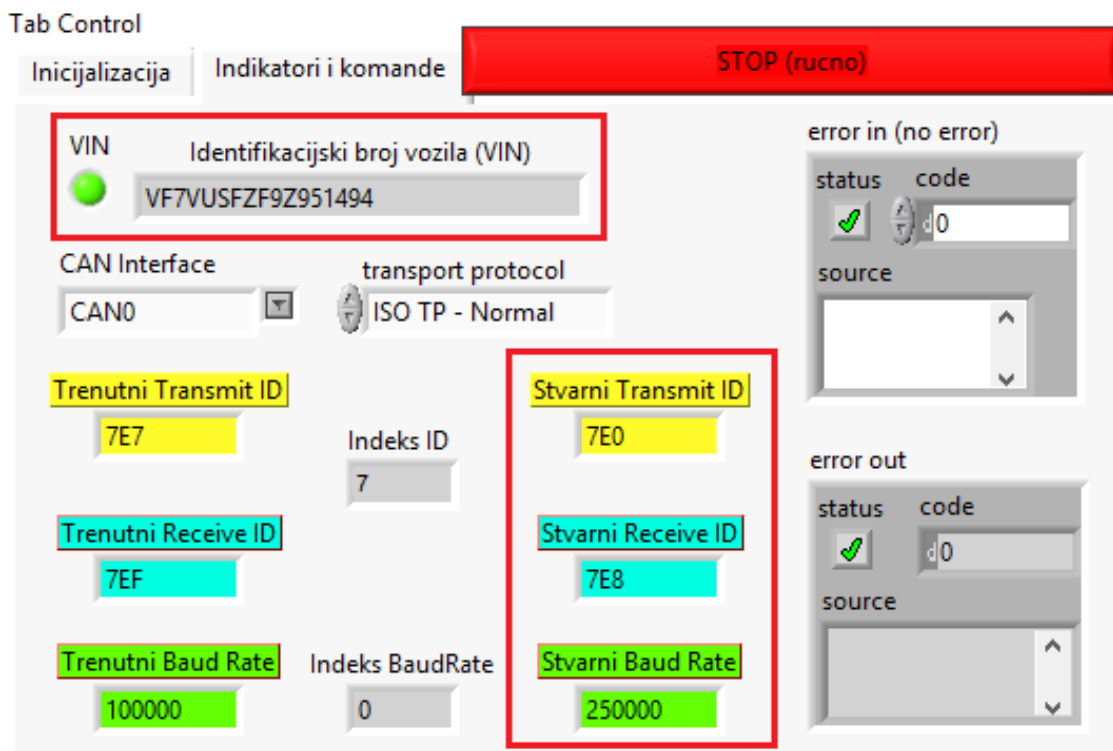 Tab Control
Inicijalizacija
Indikatori i komande
STOP (rucno)
VIN
Identifikacijski broj vozila (VIN)
VF7VUSFZF9Z951494
CAN Interface
CAN0
transport protocol
ISO TP - Normal
Trenutni Transmit ID
7E7
Indeks ID
7
Stvarni Transmit ID
7E0
Trenutni Receive ID
7EF
Stvarni Receive ID
7E8
Trenutni Baud Rate
100000
Indeks BaudRate
0
Stvarni Baud Rate
250000
error in (no error)
status
code
d0
source
error out
status
code
d0
source